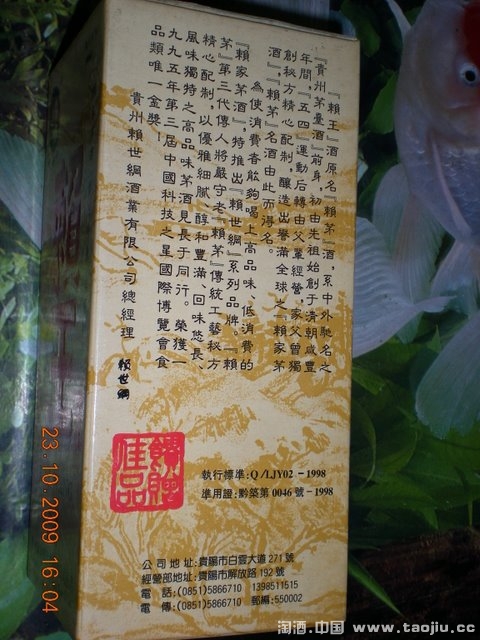 『賴王』酒原名『賴茅』酒，系中外馳名之
『貴州茅臺酒』前身，初由先祖始創于清朝咸豐
年間，『五四』運動后轉由父輩經營，家父曾獨
創秘方精心配制，釀造出譽滿全球之『賴家茅
酒』，『賴茅』名酒由此而得名。
為使消費者能夠喝上高品味、低消費的
『賴家茅酒』，特推出『賴世綱』系列品牌。『賴
茅』第三代傳人將嚴守老『賴茅』傳統工藝秘方
精心配制，以優雅細膩、醇和豐滿、回味悠長、
風味獨特之高品味茅酒見長于同行。榮獲一
九九五年第三屆中國科技之星國際博覽會食
品類唯一金獎！
貴州賴世綱酒業有限公司總經理 賴世綱
佳品
執行標準：Q/LJY02－1998
準用證：黔築第0046號－1998
公司地址：貴陽市白雲大道271號
經營部地址：貴陽市解放路192號
電 話：(0851)5866710 1398511515
電 傳：(0851)5866710 郵編：550002
23.10.2009 16:04
淘酒.中国 www.taojiu.cc